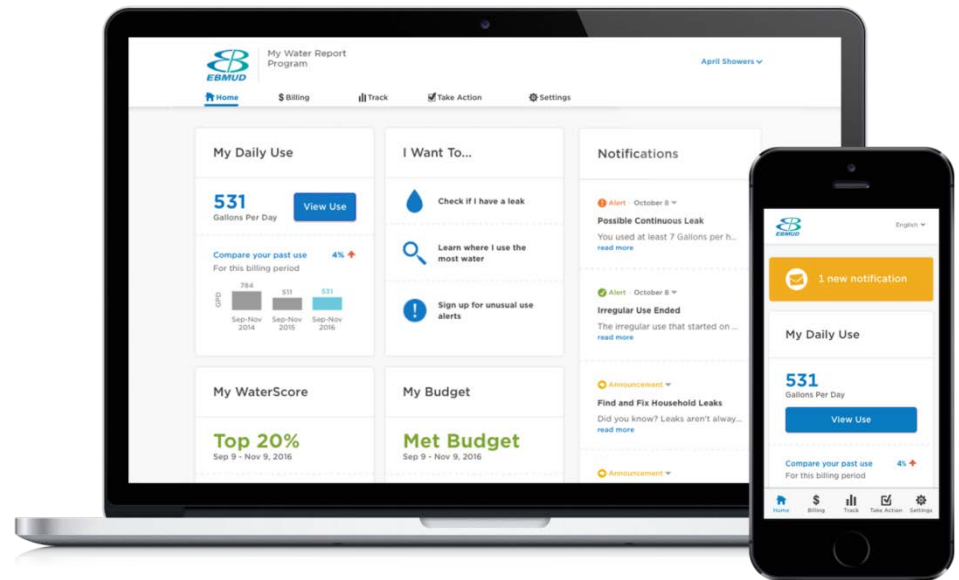 EBMUD
My Water Report
Program
April Showers
Home
$ Billing
Track
Take Action
Settings
My Daily Use
531
Gallons Per Day
View Use
Compare your past use 4%
For this billing period
GPD
784
511
531
Sep-Nov
2014
Sep-Nov
2015
Sep-Nov
2016
I Want To...
Check if I have a leak
Learn where I use the
most water
Sign up for unusual use
alerts
Notifications
Alert - October 8
Possible Continuous Leak
You used at least 7 Gallons per h...
read more
Alert - October 8
Irregular Use Ended
The irregular use that started on ...
read more
Announcement
Find and Fix Household Leaks
Did you know? Leaks aren't alway...
read more
Announcement
My WaterScore
Top 20%
Sep 9 - Nov 9, 2016
My Budget
Met Budget
Sep 9 - Nov 9, 2016
EBMUD
English
1 new notification
My Daily Use
531
Gallons Per Day
View Use
Compare your past use 4%
For this billing period
Home
$ Billing
Track
Take Action
Settings